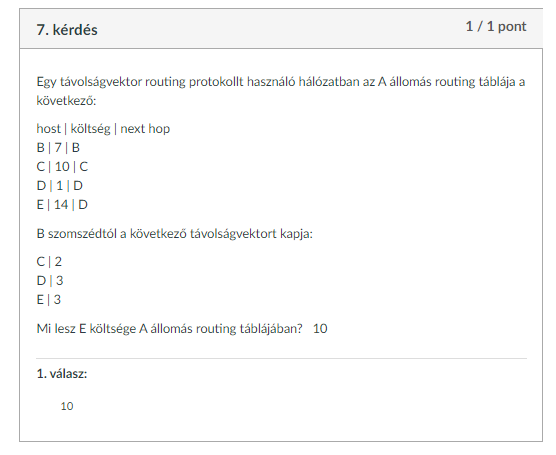 7. kérdés
1 / 1 pont
Egy távolságvektor routing protokollt használó hálózatban az A állomás routing táblája a
következő:
host | költség | next hop
B | 7 | B
C | 10 | C
D | 1 | D
E | 14 | D
B szomszédtól a következő távolságvektort kapja:
C | 2
D | 3
E | 3
Mi lesz E költsége A állomás routing táblájában? 10
1. válasz:
10